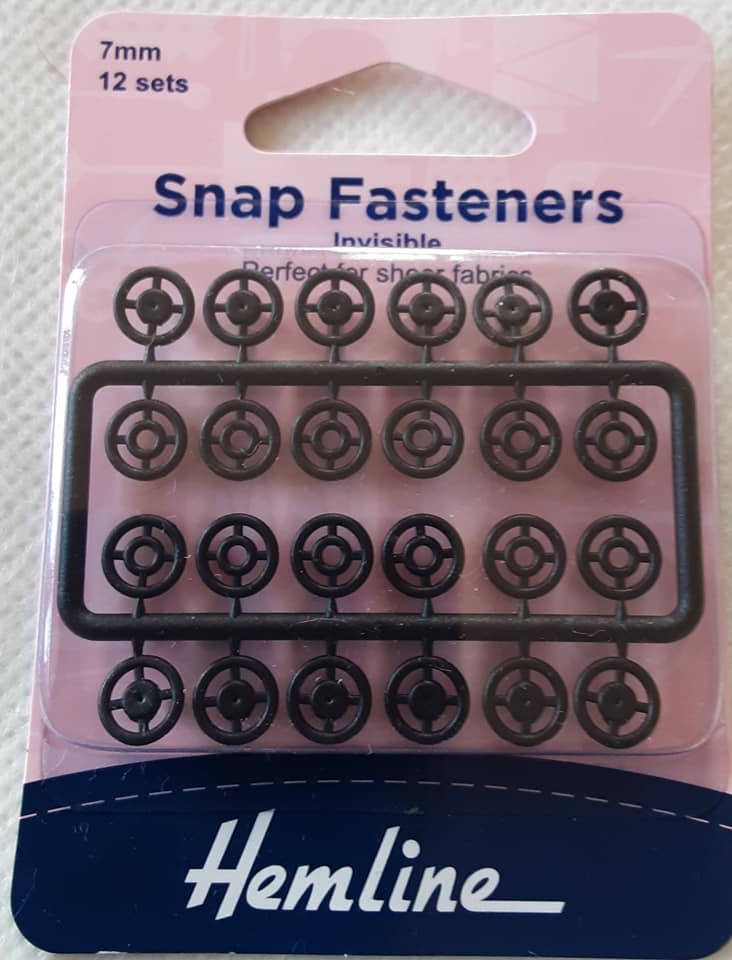 7mm
12 sets
Snap Fasteners
Invisible
Perfect for sheer fabrics
Hemline